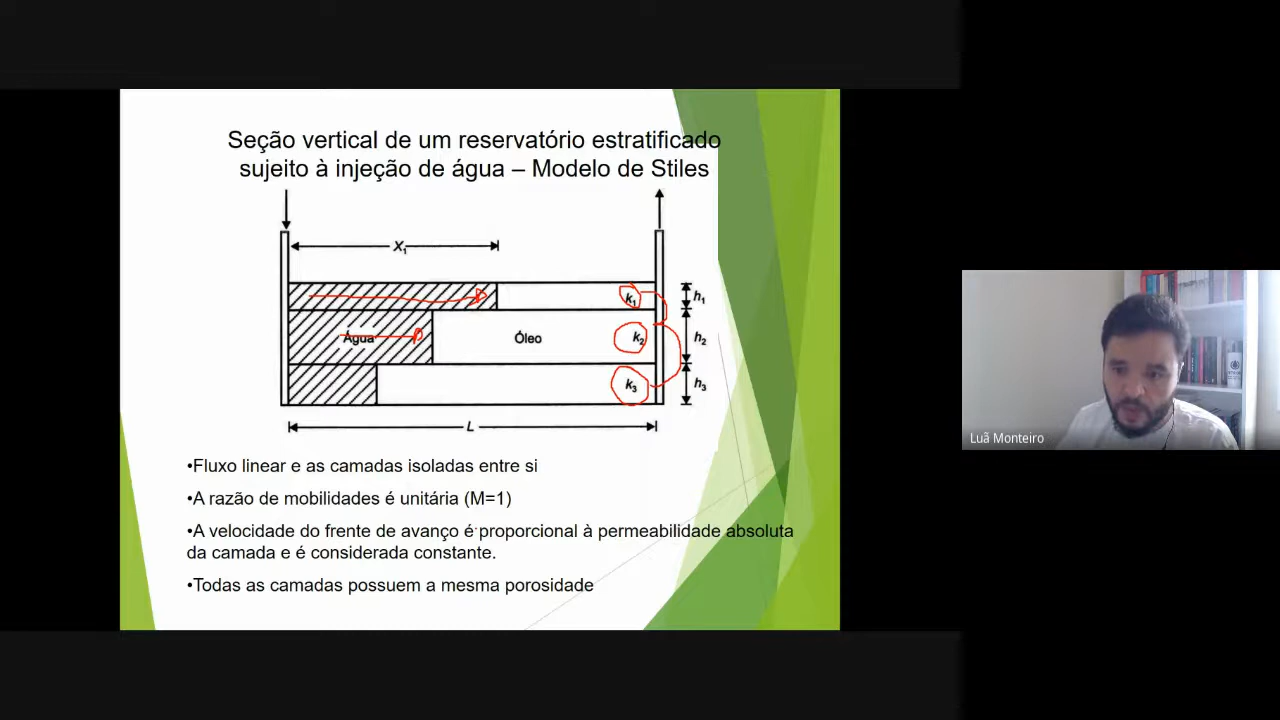 Seção vertical de um reservatório estratificado
sujeito à injeção de água – Modelo de Stiles
X1
k1
h1
Água
Óleo
k2
h2
k3
h3
L
•Fluxo linear e as camadas isoladas entre si
•A razão de mobilidades é unitária (M=1)
•A velocidade do frente de avanço é proporcional à permeabilidade absoluta
da camada e é considerada constante.
•Todas as camadas possuem a mesma porosidade
Luã Monteiro